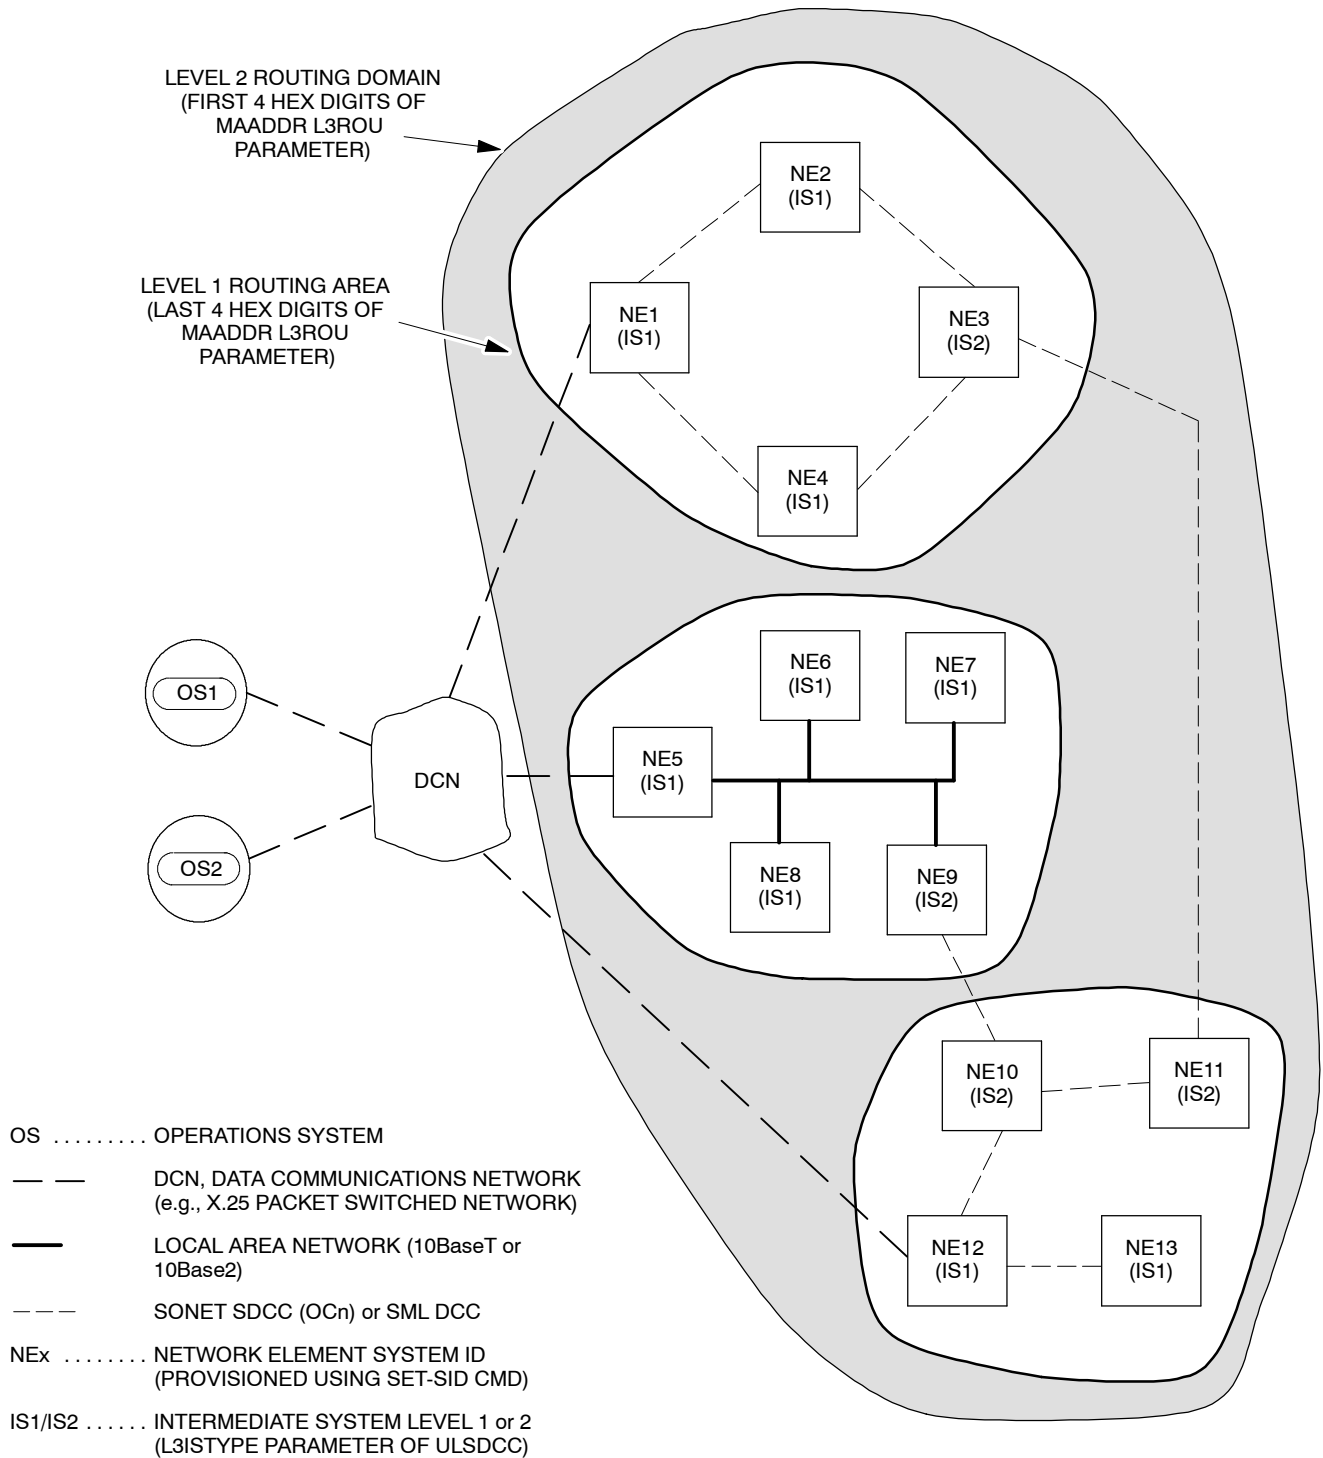 LEVEL 2 ROUTING DOMAIN
(FIRST 4 HEX DIGITS OF
MAADDR L3ROU
PARAMETER)
LEVEL 1 ROUTING AREA
(LAST 4 HEX DIGITS OF
MAADDR L3ROU
PARAMETER)
NE2
(IS1)
NE1
(IS1)
NE3
(IS2)
NE4
(IS1)
OS1
OS2
DCN
NE6
(IS1)
NE7
(IS1)
NE5
(IS1)
NE8
(IS1)
NE9
(IS2)
NE10
(IS2)
NE11
(IS2)
NE12
(IS1)
NE13
(IS1)
OS ......... OPERATIONS SYSTEM
DCN, DATA COMMUNICATIONS NETWORK
(e.g., X.25 PACKET SWITCHED NETWORK)
LOCAL AREA NETWORK (10BaseT or
10Base2)
SONET SDCC (OCn) or SML DCC
NEx ........ NETWORK ELEMENT SYSTEM ID
(PROVISIONED USING SET-SID CMD)
IS1/IS2 ...... INTERMEDIATE SYSTEM LEVEL 1 or 2
(L3ISTYPE PARAMETER OF ULSDCC)